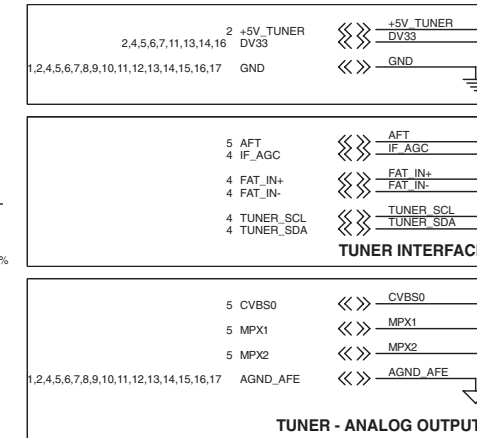 2 +5V_TUNER +5V_TUNER
2,4,5,6,7,11,13,14,16 DV33 DV33
1,2,4,5,6,7,8,9,10,11,12,13,14,15,16,17 GND GND
5 AFT AFT
4 IF_AGC IF_AGC
4 FAT_IN+ FAT_IN+
4 FAT_IN- FAT_IN-
4 TUNER_SCL TUNER_SCL
4 TUNER_SDA TUNER_SDA
%
TUNER INTERFAC
5 CVBS0 CVBS0
5 MPX1 MPX1
5 MPX2 MPX2
1,2,4,5,6,7,8,9,10,11,12,13,14,15,16,17 AGND_AFE AGND_AFE
TUNER - ANALOG OUTPUT